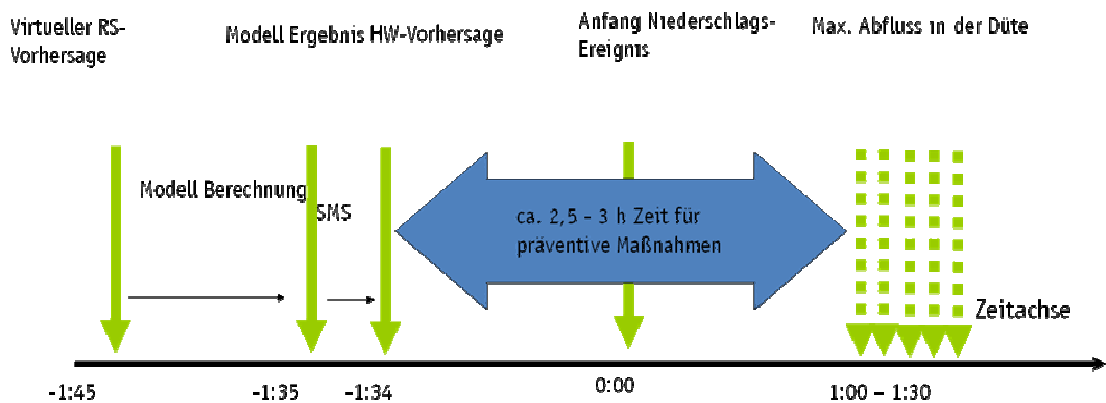 Virtueller RS-
Vorhersage
Modell Ergebnis HW-Vorhersage
Anfang Niederschlags-
Ereignis
Max. Abfluss in der Düte
Modell Berechnung
SMS
ca. 2,5 – 3 h Zeit für
präventive Maßnahmen
Zeitachse
-1:45
-1:35
-1:34
0:00
1:00 – 1:30